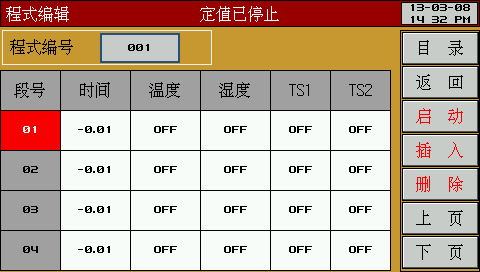 程式编辑 定值已停止 13-03-08
14:32 PM
程式编号 001
目 录
返 回
启 动
插 入
删 除
上 页
下 页
段号 时间 温度 湿度 TS1 TS2
01 -0.01 OFF OFF OFF OFF
02 -0.01 OFF OFF OFF OFF
03 -0.01 OFF OFF OFF OFF
04 -0.01 OFF OFF OFF OFF